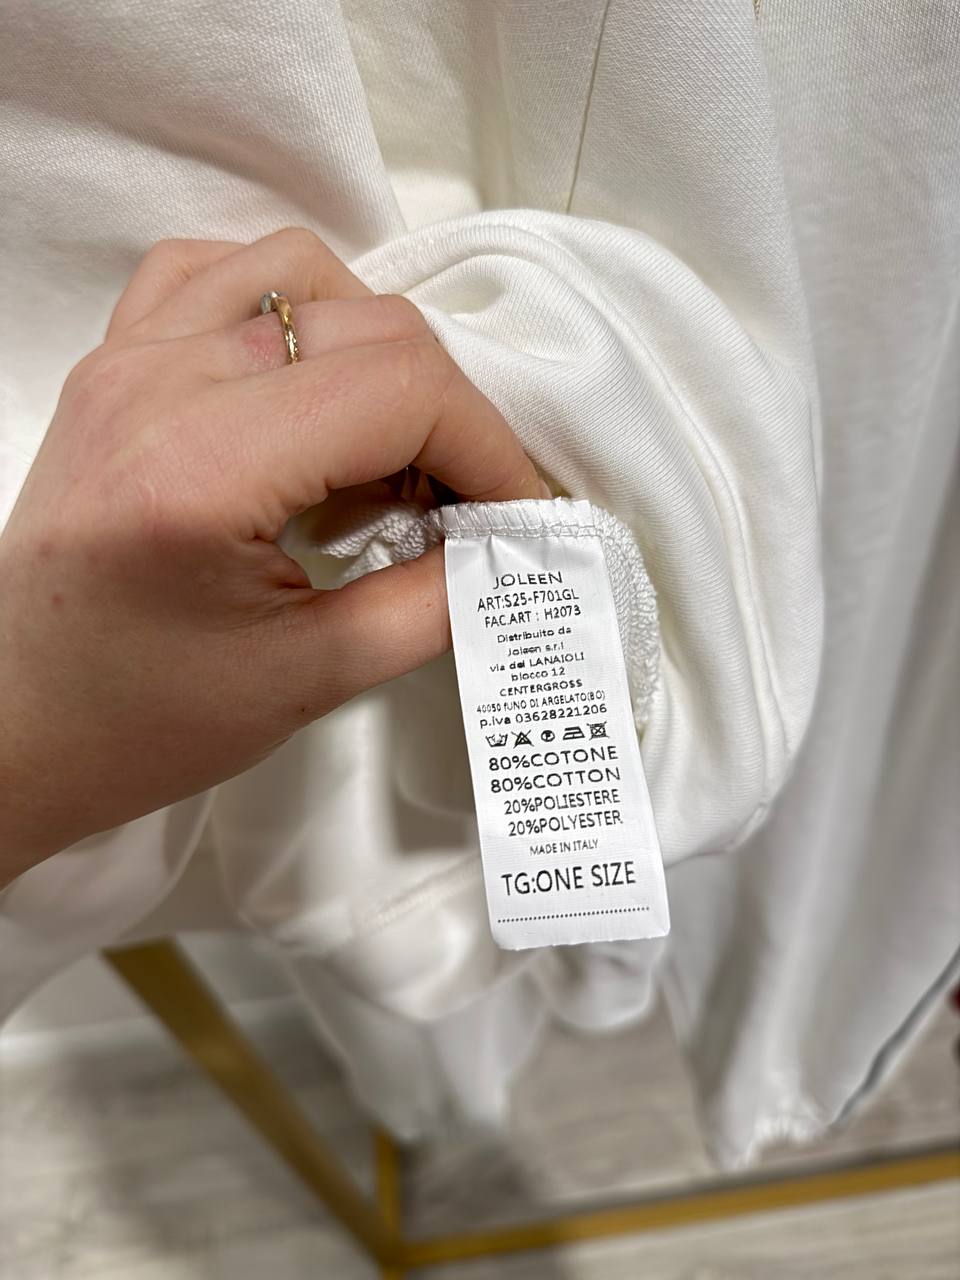 JOLEEN
ART:S25-F701GL
FAC.ART : H2073
Distribuito da
Joleen s.r.l
via dei LANAIOLI
blocco 12
CENTERGROSS
40050 fUNO DI ARGELATO(BO)
p.iva 03628221206
80%COTONE
80%COTTON
20%POLIESTERE
20%POLYESTER
MADE IN ITALY
TG:ONE SIZE